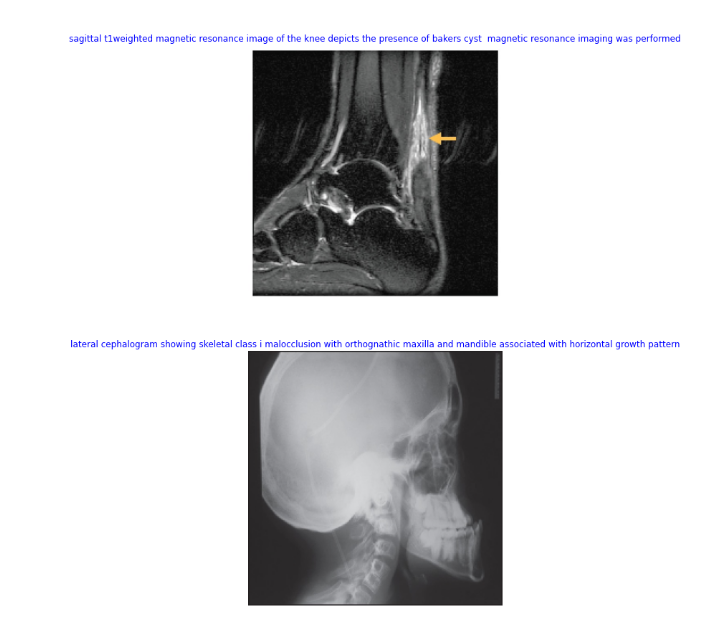 sagittal t1weighted magnetic resonance image of the knee depicts the presence of bakers cyst  magnetic resonance imaging was performed
lateral cephalogram showing skeletal class i malocclusion with orthognathic maxilla and mandible associated with horizontal growth pattern